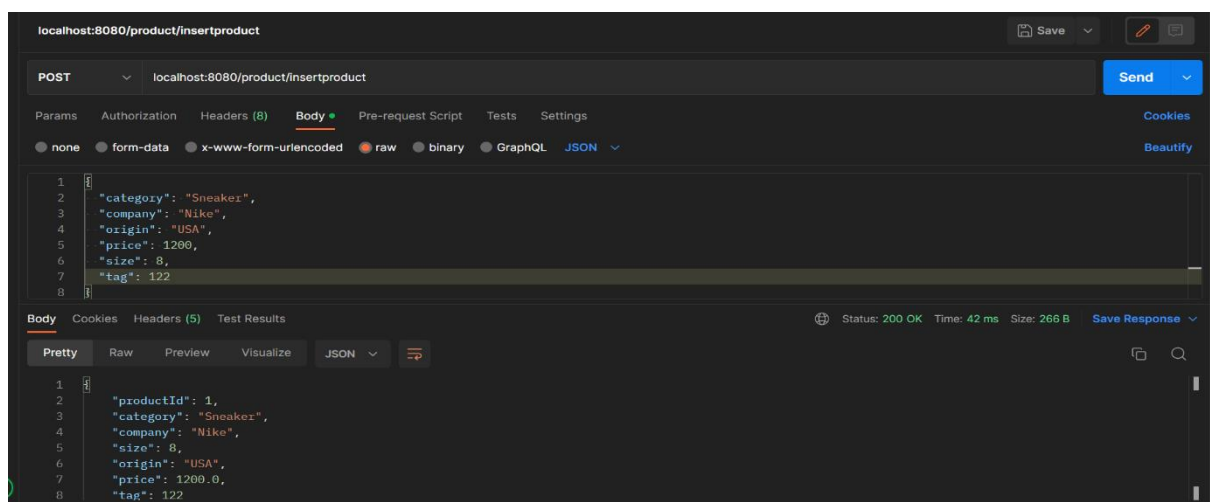 localhost:8080/product/insertproduct Save
POST localhost:8080/product/insertproduct Send
Params Authorization Headers (8) Body Pre-request Script Tests Settings Cookies
none form-data x-www-form-urlencoded raw binary GraphQL JSON Beautify
1 {
2 "category": "Sneaker",
3 "company": "Nike",
4 "origin": "USA",
5 "price": 1200,
6 "size": 8,
7 "tag": 122
8 }
Body Cookies Headers (5) Test Results Status: 200 OK Time: 42 ms Size: 266 B Save Response
Pretty Raw Preview Visualize JSON
1 {
2 "productId": 1,
3 "category": "Sneaker",
4 "company": "Nike",
5 "size": 8,
6 "origin": "USA",
7 "price": 1200.0,
8 "tag": 122